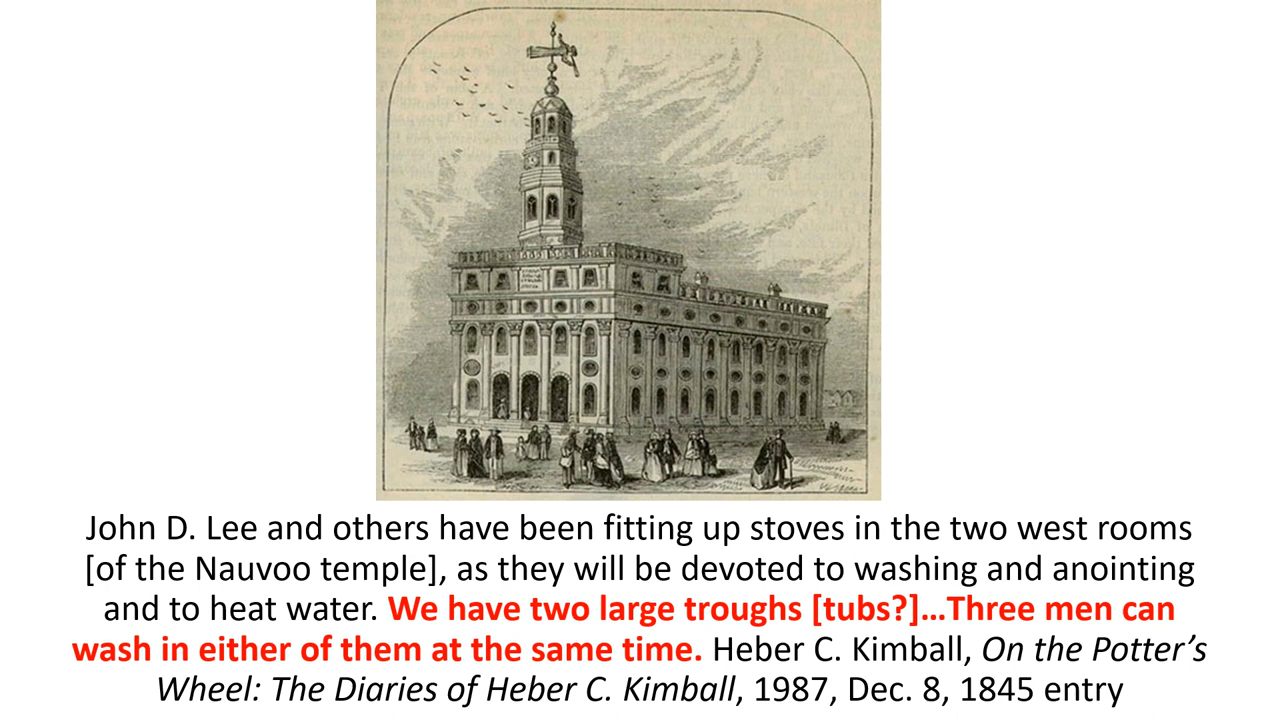 John D. Lee and others have been fitting up stoves in the two west rooms
[of the Nauvoo temple], as they will be devoted to washing and anointing
and to heat water. We have two large troughs [tubs?]…Three men can
wash in either of them at the same time. Heber C. Kimball, On the Potter’s
Wheel: The Diaries of Heber C. Kimball, 1987, Dec. 8, 1845 entry